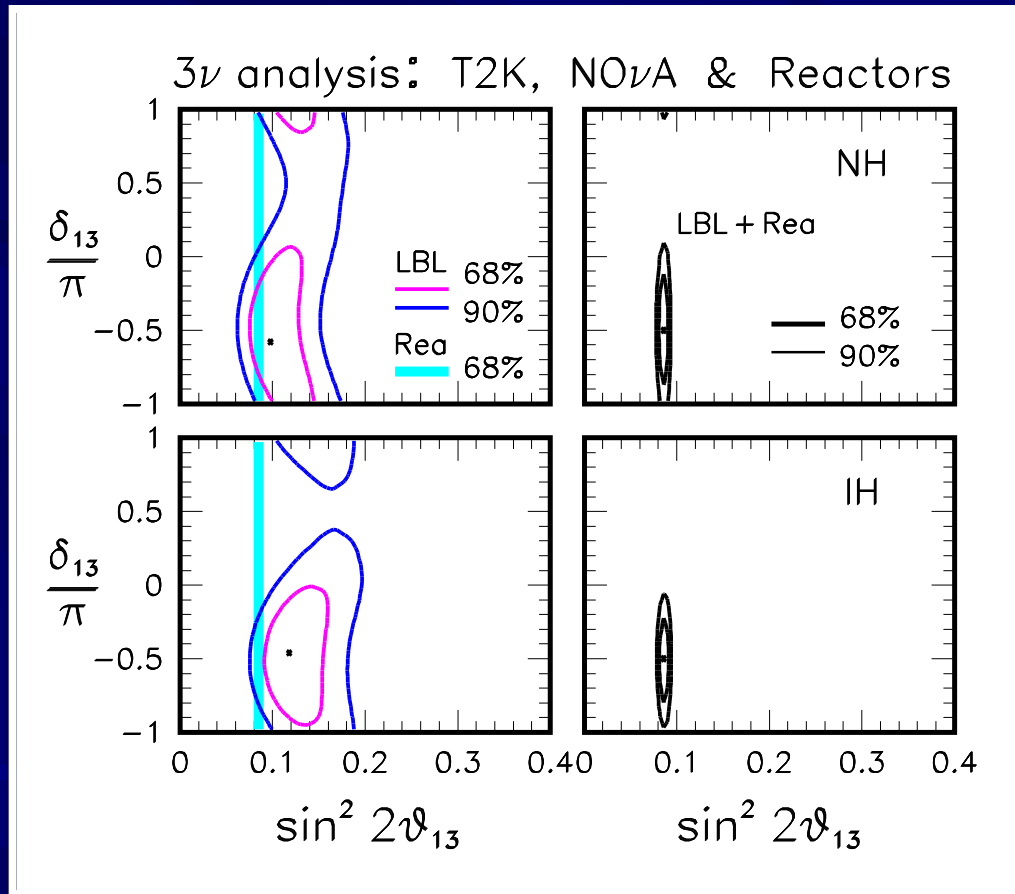 3ν analysis: T2K, NOνA & Reactors
1
0.5
0
−0.5
−1
δ13
π
LBL 68%
90%
Rea 68%
NH
LBL + Rea
68%
90%
1
0.5
0
−0.5
−1
δ13
π
IH
0 0.1 0.2 0.3 0.40 0.1 0.2 0.3 0.4
sin² 2ϑ13 sin² 2ϑ13